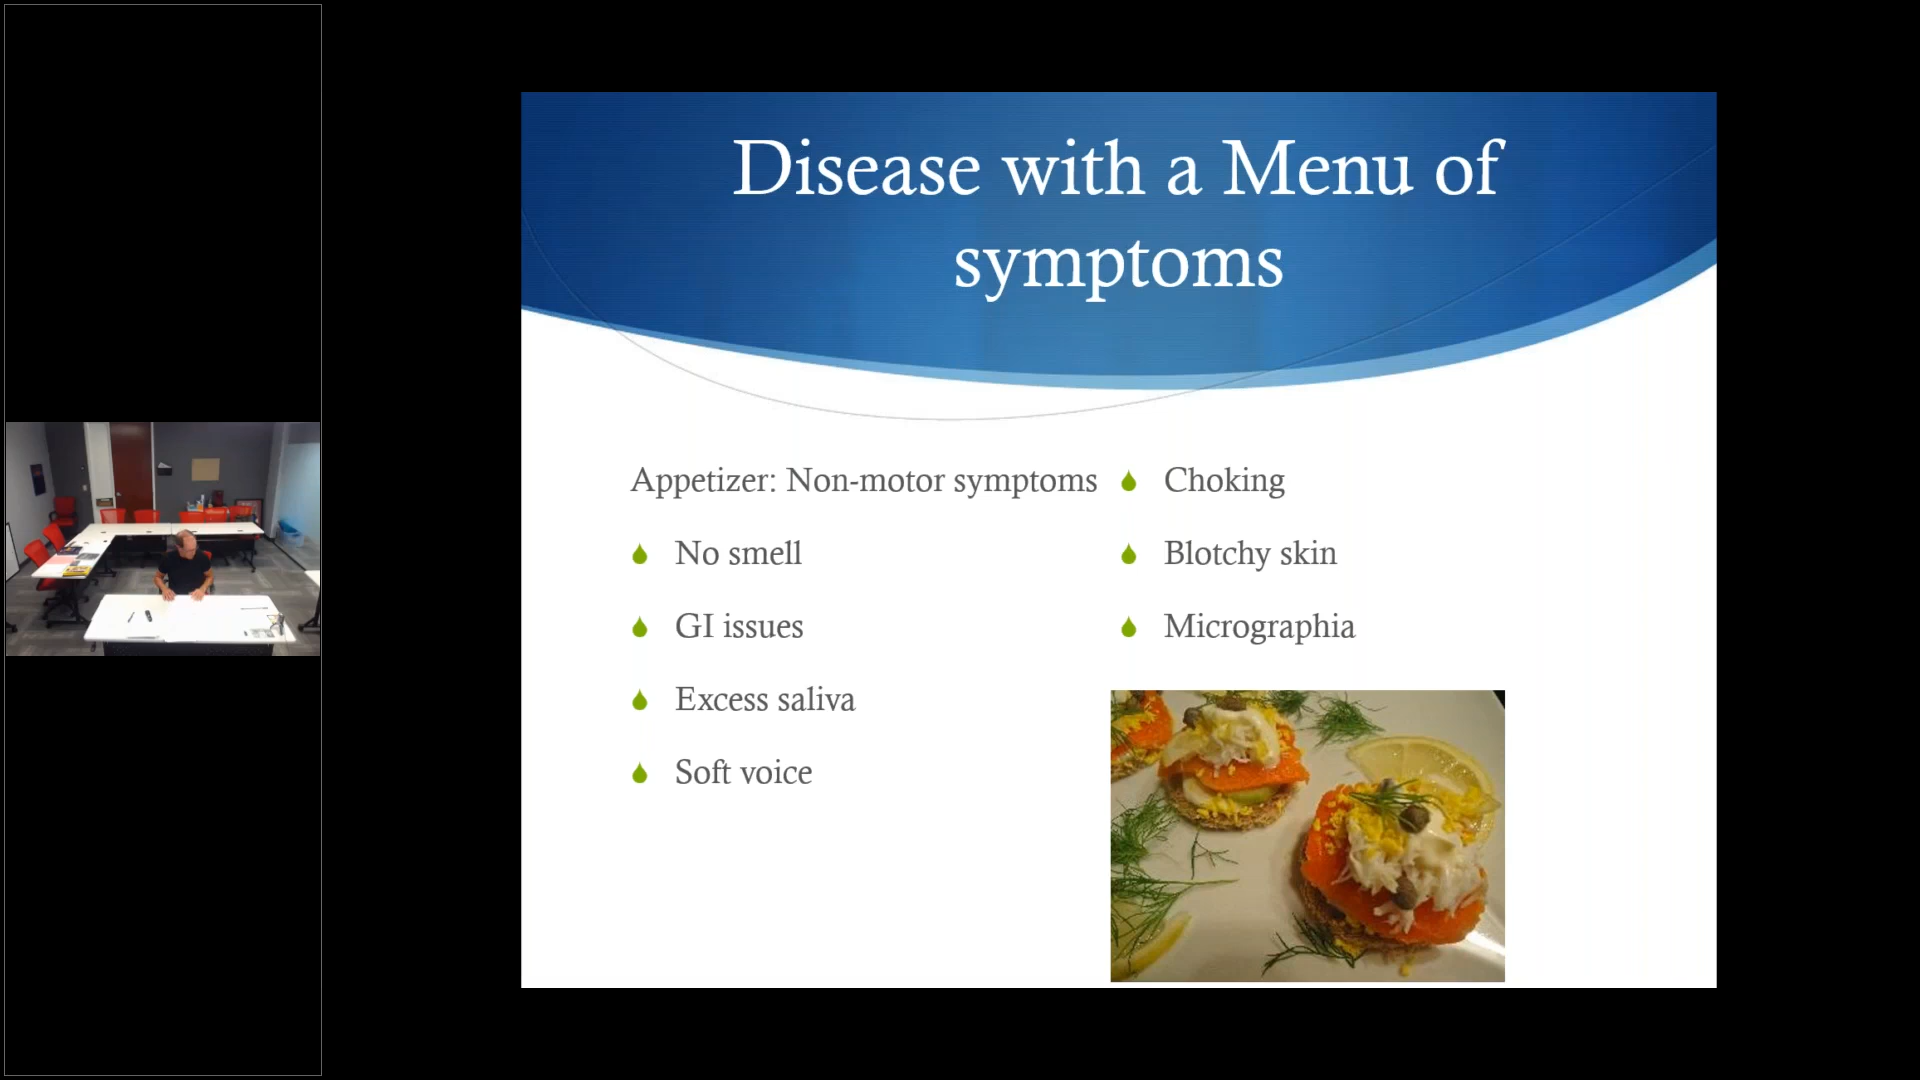 Disease with a Menu of
symptoms
Appetizer: Non-motor symptoms
No smell
GI issues
Excess saliva
Soft voice
Choking
Blotchy skin
Micrographia